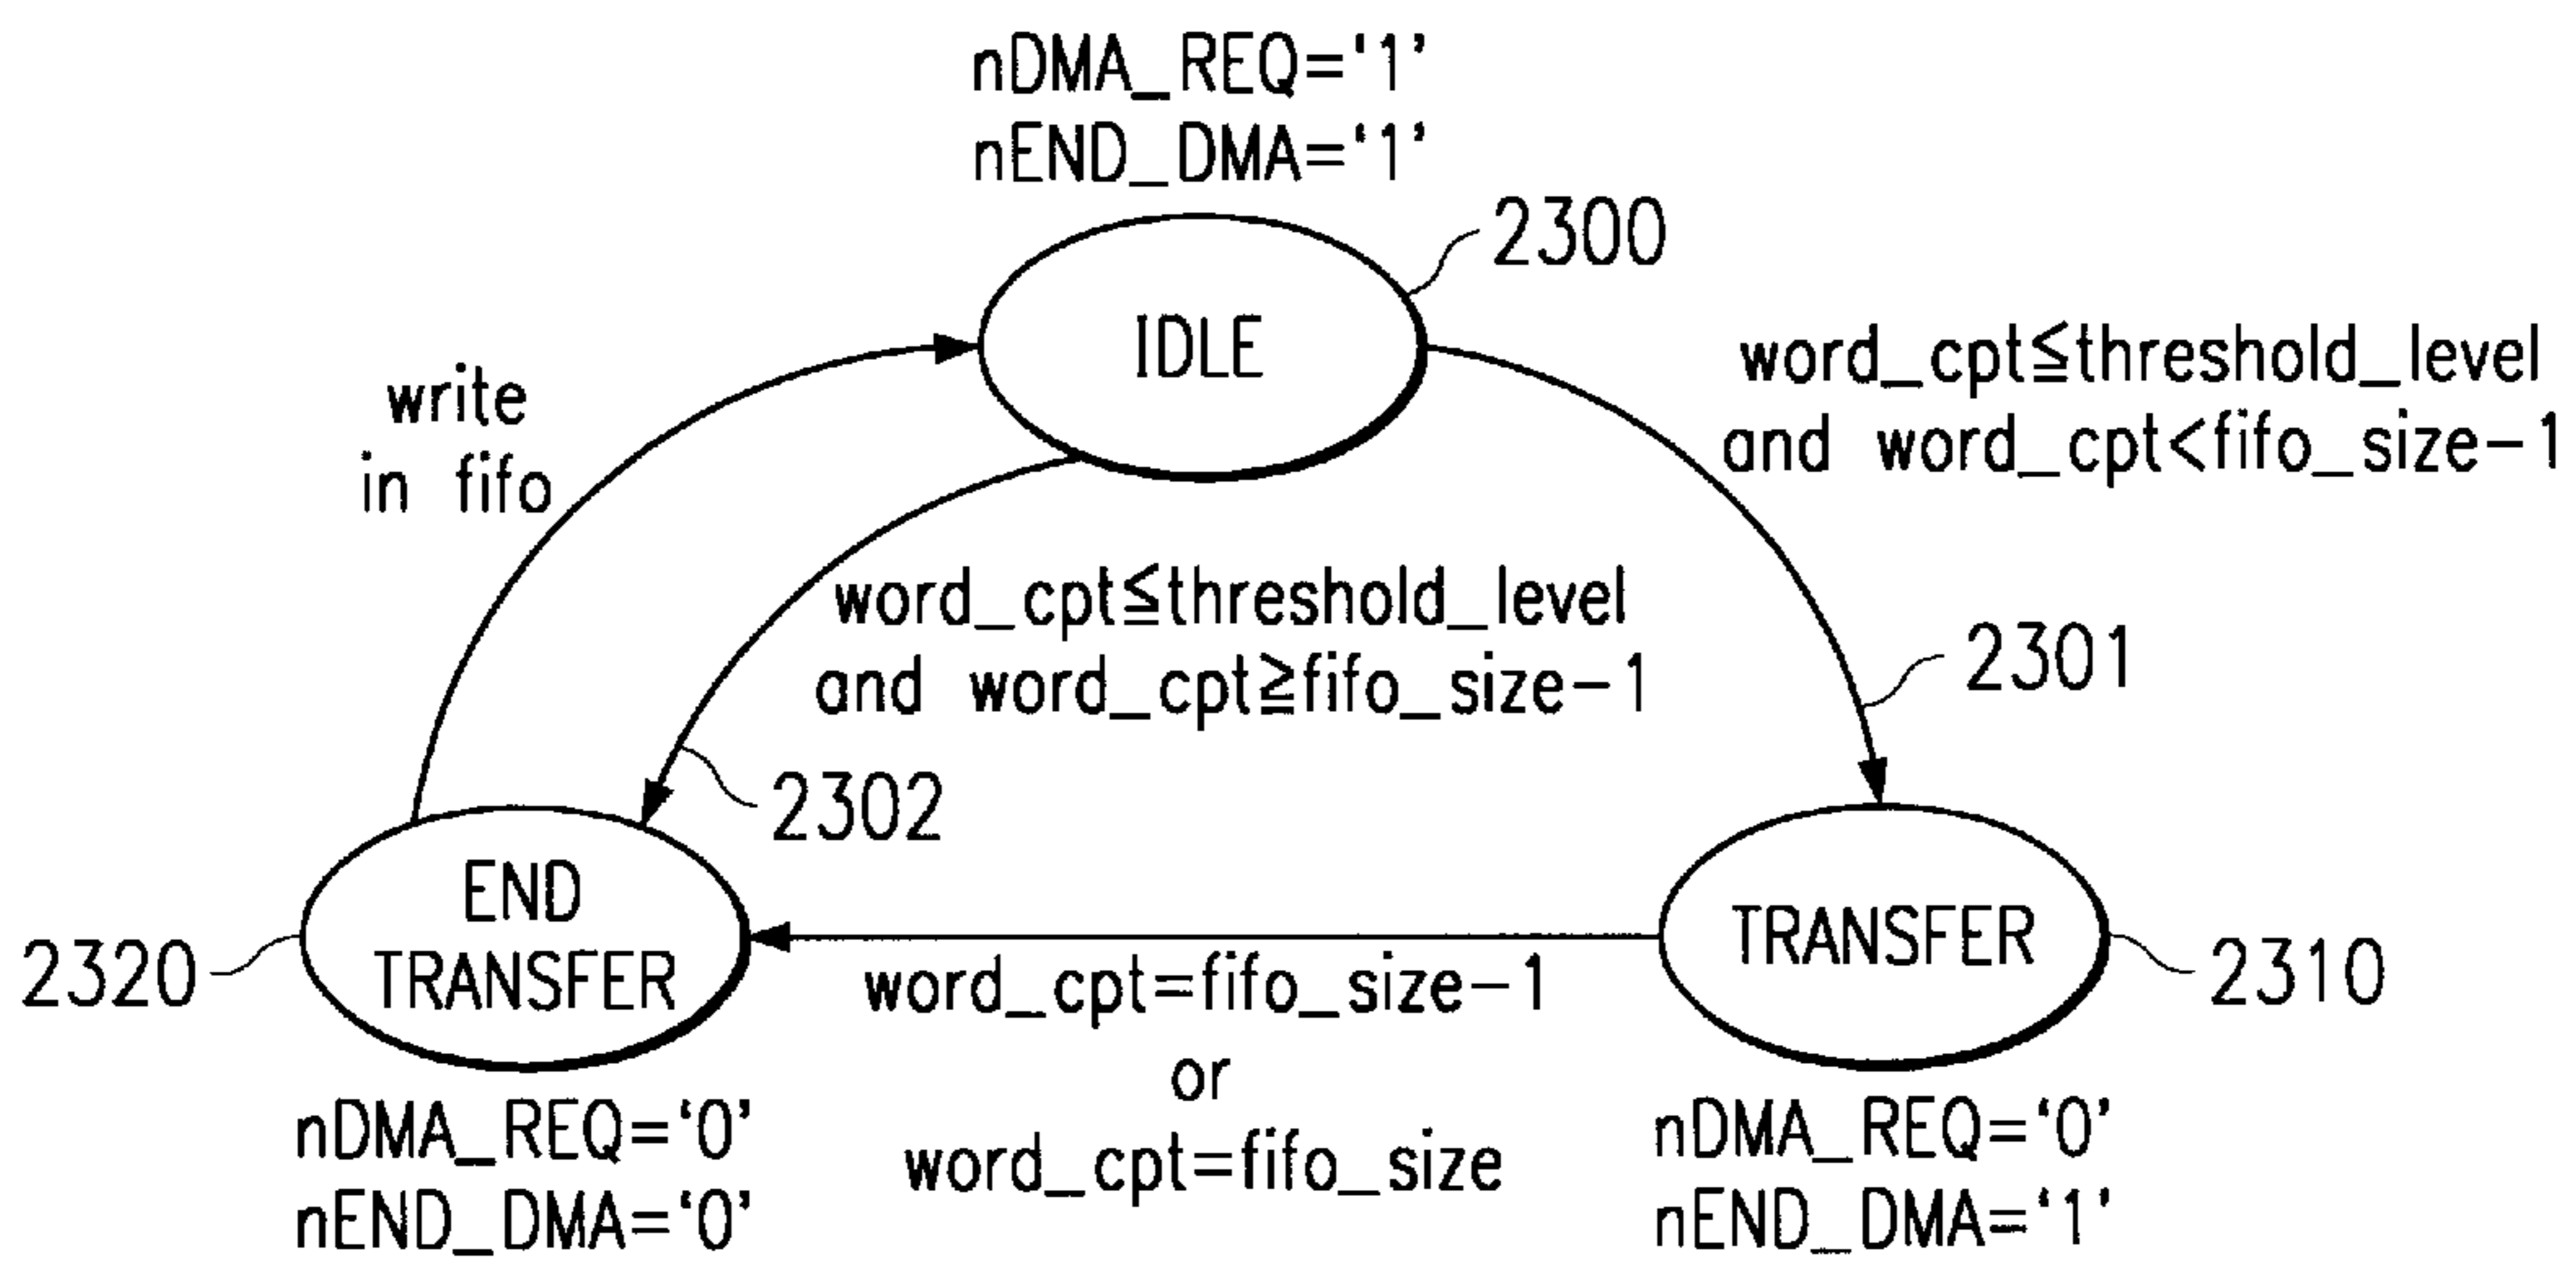 nDMA_REQ=‘1’
nEND_DMA=‘1’
2300
IDLE
word_cpt≦threshold_level
and word_cpt<fifo_size-1
write
in fifo
word_cpt≦threshold_level
and word_cpt≧fifo_size-1
2301
2302
END
TRANSFER
2320
TRANSFER
2310
word_cpt=fifo_size-1
or
word_cpt=fifo_size
nDMA_REQ=‘0’
nEND_DMA=‘0’
nDMA_REQ=‘0’
nEND_DMA=‘1’